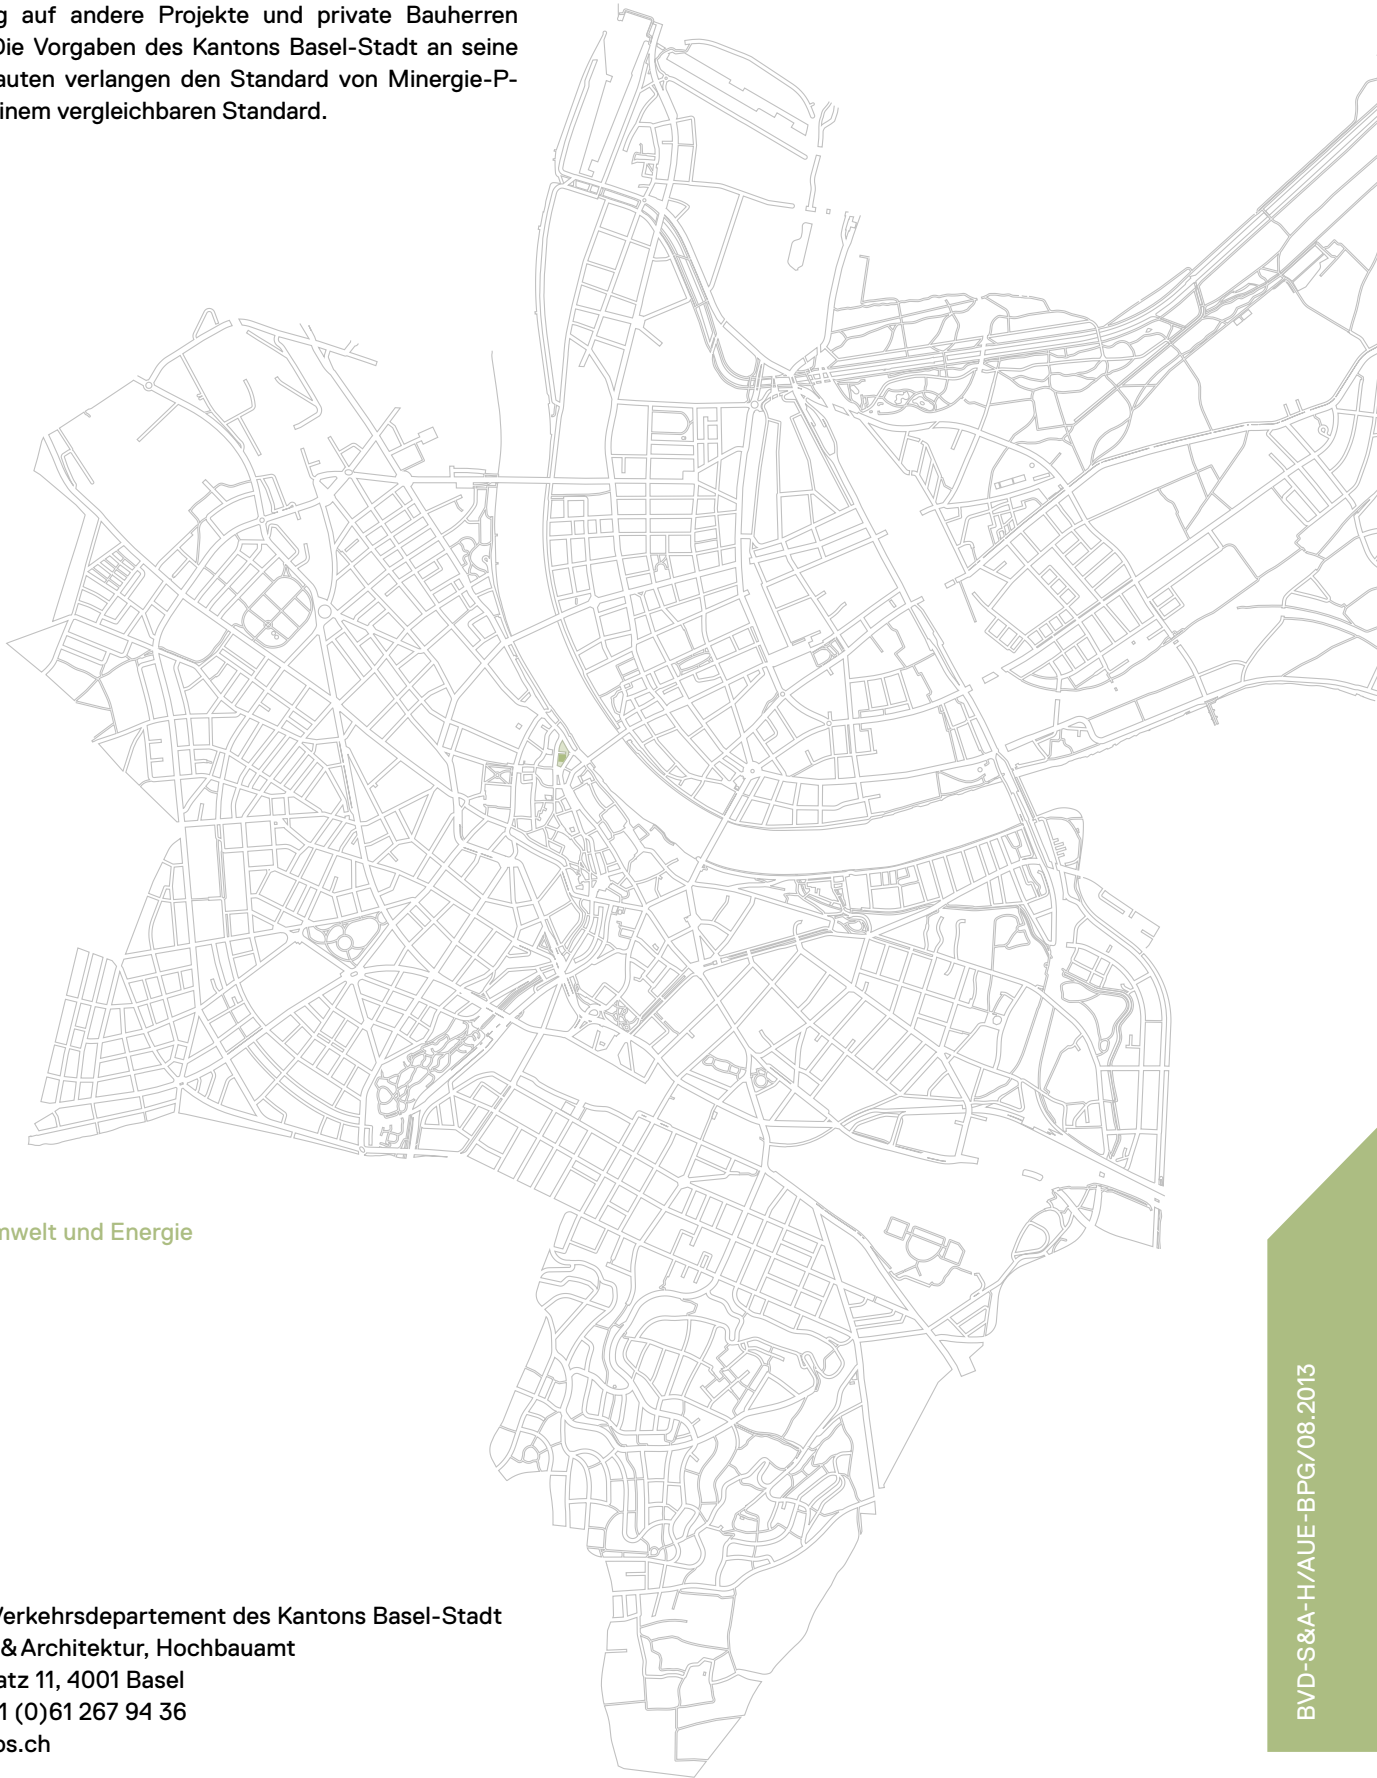 g auf andere Projekte und private Bauherren
Die Vorgaben des Kantons Basel-Stadt an seine
auten verlangen den Standard von Minergie-P-
inem vergleichbaren Standard.
mwelt und Energie
Verkehrsdepartement des Kantons Basel-Stadt
& Architektur, Hochbauamt
atz 11, 4001 Basel
1 (0)61 267 94 36
os.ch
BVD-S&A-H/AUE-BPG/08.2013